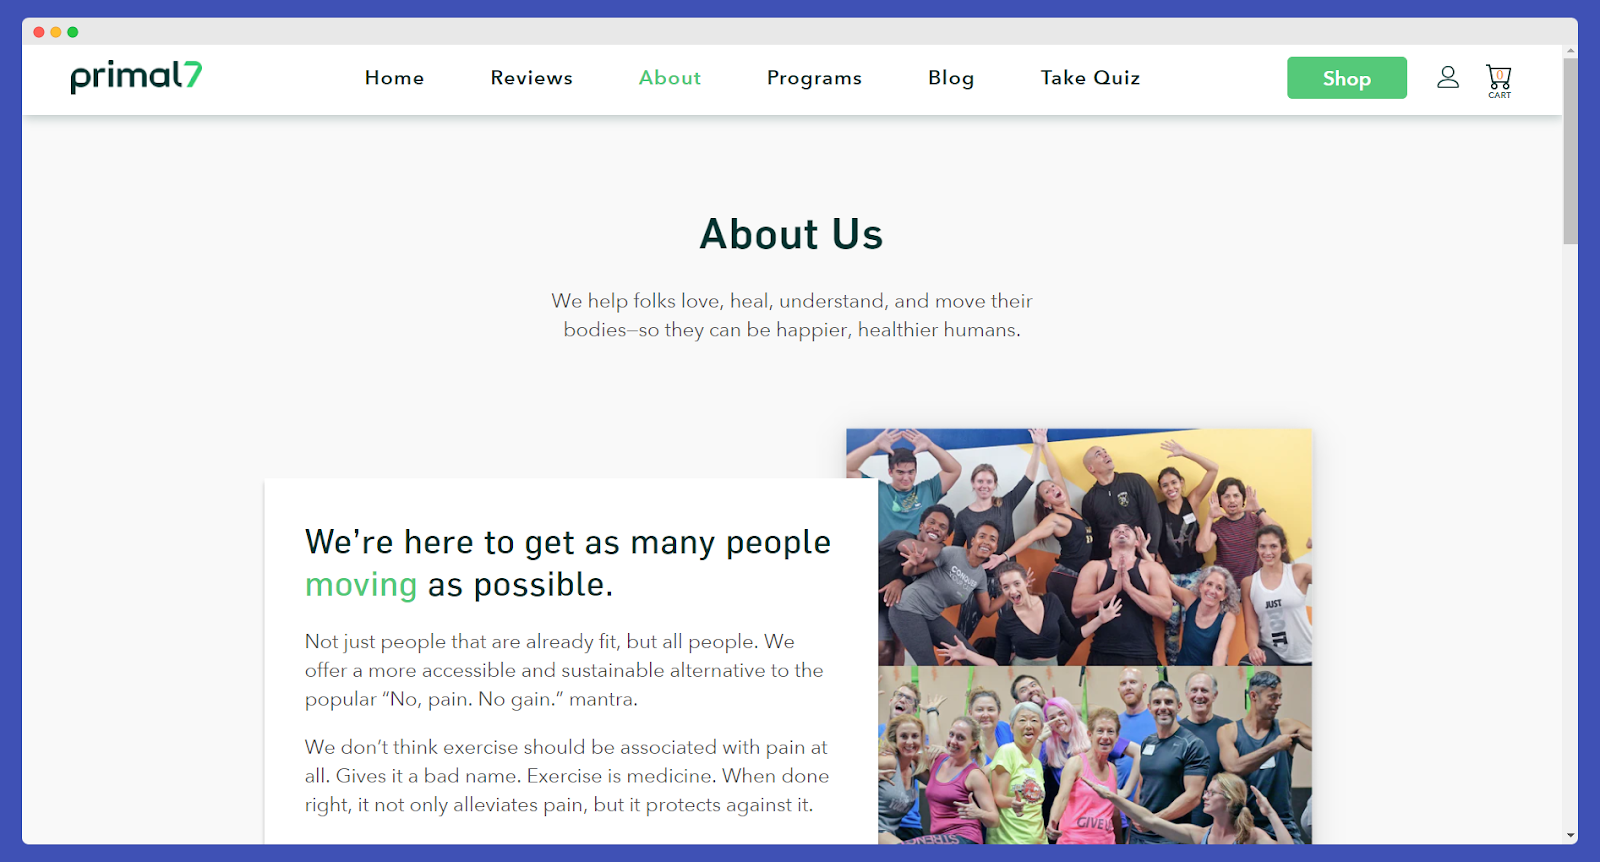 primal7
Home
Reviews
About
Programs
Blog
Take Quiz
Shop
0
CART
About Us
We help folks love, heal, understand, and move their
bodies—so they can be happier, healthier humans.
We’re here to get as many people
moving as possible.
Not just people that are already fit, but all people. We
offer a more accessible and sustainable alternative to the
popular “No, pain. No gain.” mantra.
We don’t think exercise should be associated with pain at
all. Gives it a bad name. Exercise is medicine. When done
right, it not only alleviates pain, but it protects against it.
CONQUER
JUST
IT.